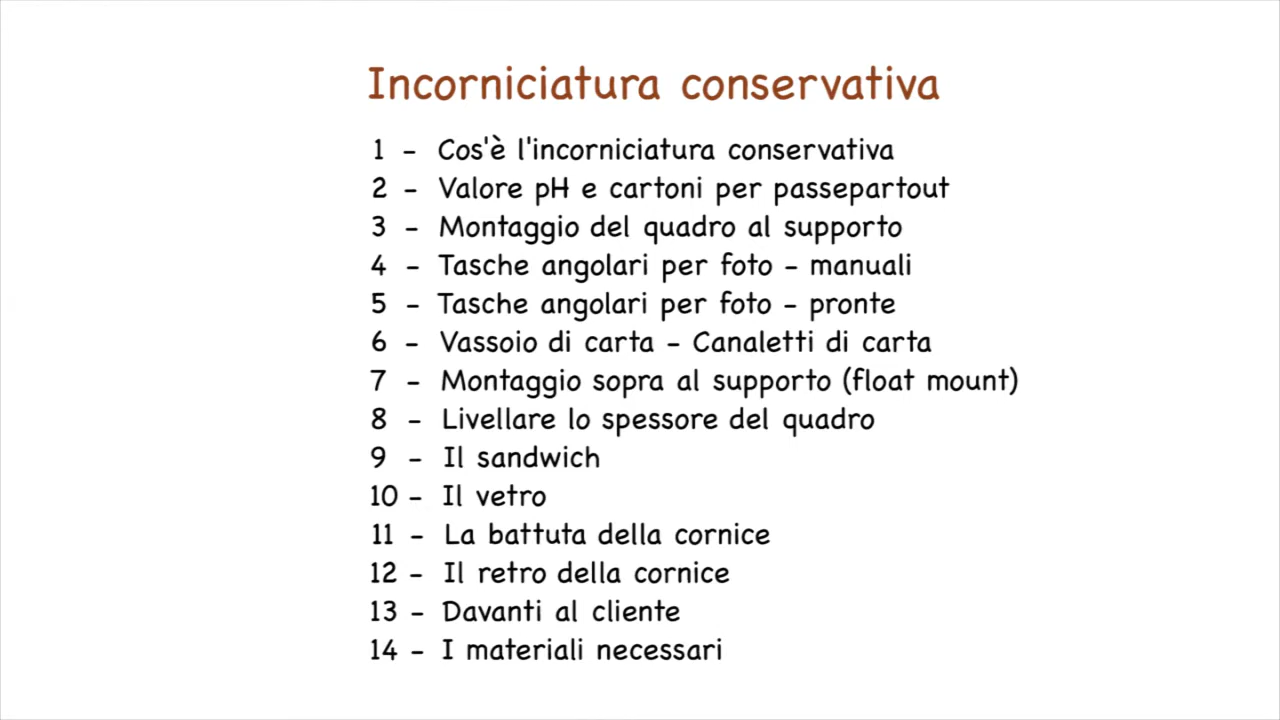 Incorniciatura conservativa
1 - Cos'è l'incorniciatura conservativa
2 - Valore pH e cartoni per passepartout
3 - Montaggio del quadro al supporto
4 - Tasche angolari per foto - manuali
5 - Tasche angolari per foto - pronte
6 - Vassoio di carta - Canaletti di carta
7 - Montaggio sopra al supporto (float mount)
8 - Livellare lo spessore del quadro
9 - Il sandwich
10 - Il vetro
11 - La battuta della cornice
12 - Il retro della cornice
13 - Davanti al cliente
14 - I materiali necessari